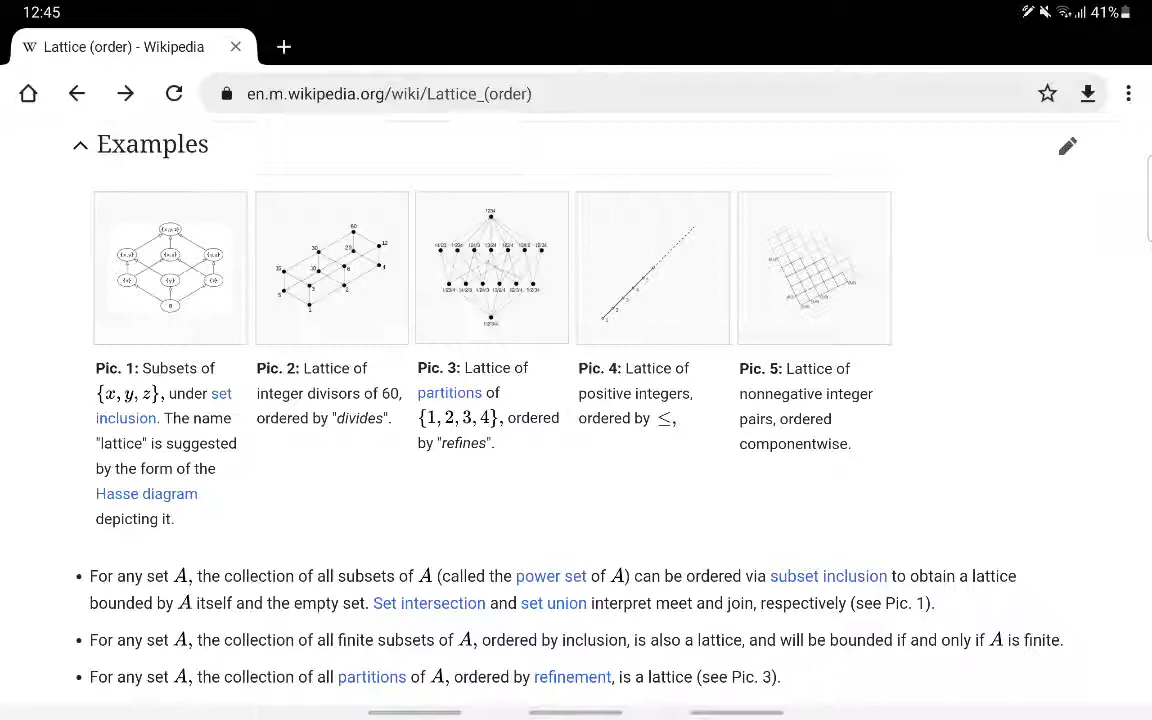 12:45
41%
W Lattice (order) - Wikipedia
en.m.wikipedia.org/wiki/Lattice_(order)
Examples
Pic. 1: Subsets of
{x, y, z}, under set
inclusion. The name
"lattice" is suggested
by the form of the
Hasse diagram
depicting it.
Pic. 2: Lattice of
integer divisors of 60,
ordered by "divides".
Pic. 3: Lattice of
partitions of
{1, 2, 3, 4}, ordered
by "refines".
Pic. 4: Lattice of
positive integers,
ordered by ≤,
Pic. 5: Lattice of
nonnegative integer
pairs, ordered
componentwise.
• For any set A, the collection of all subsets of A (called the power set of A) can be ordered via subset inclusion to obtain a lattice
bounded by A itself and the empty set. Set intersection and set union interpret meet and join, respectively (see Pic. 1).
• For any set A, the collection of all finite subsets of A, ordered by inclusion, is also a lattice, and will be bounded if and only if A is finite.
• For any set A, the collection of all partitions of A, ordered by refinement, is a lattice (see Pic. 3).